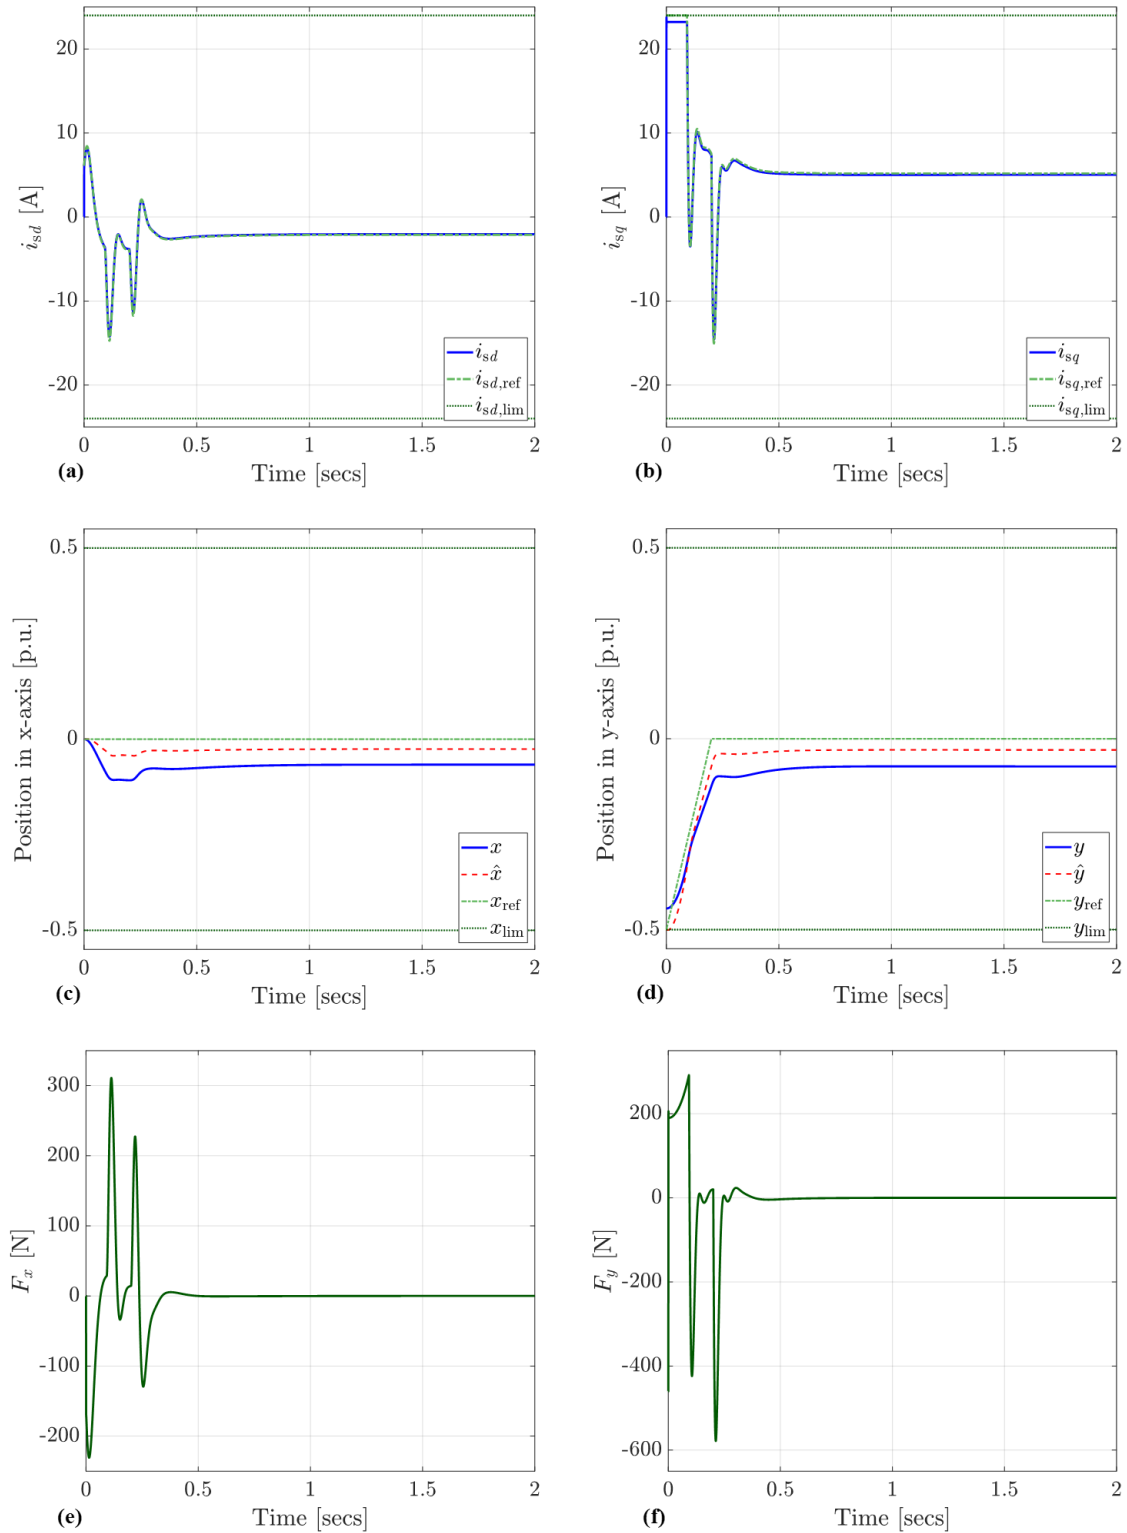 20
10
0
-10
-20
i_sd [A]
i_sd
i_sd,ref
i_sd,lim
0 0.5 1 1.5 2
(a) Time [secs]
20
10
0
-10
-20
i_sq [A]
i_sq
i_sq,ref
i_sq,lim
0 0.5 1 1.5 2
(b) Time [secs]
0.5
0
-0.5
Position in x-axis [p.u.]
x
x̂
x_ref
x_lim
0 0.5 1 1.5 2
(c) Time [secs]
0.5
0
-0.5
Position in y-axis [p.u.]
y
ŷ
y_ref
y_lim
0 0.5 1 1.5 2
(d) Time [secs]
300
200
100
0
-100
-200
F_x [N]
0 0.5 1 1.5 2
(e) Time [secs]
200
0
-200
-400
-600
F_y [N]
0 0.5 1 1.5 2
(f) Time [secs]